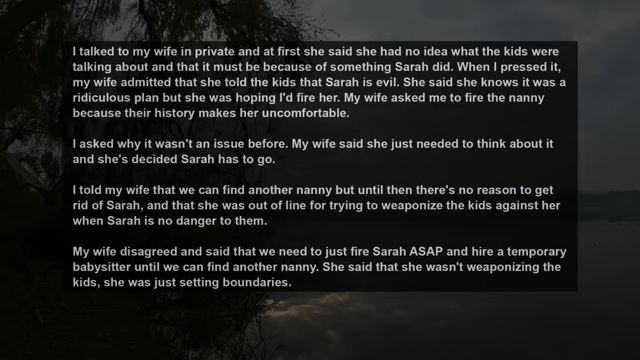 I talked to my wife in private and at first she said she had no idea what the kids were
talking about and that it must be because of something Sarah did. When I pressed it,
my wife admitted that she told the kids that Sarah is evil. She said she knows it was a
ridiculous plan but she was hoping I'd fire her. My wife asked me to fire the nanny
because their history makes her uncomfortable.
I asked why it wasn't an issue before. My wife said she just needed to think about it
and she's decided Sarah has to go.
I told my wife that we can find another nanny but until then there's no reason to get
rid of Sarah, and that she was out of line for trying to weaponize the kids against her
when Sarah is no danger to them.
My wife disagreed and said that we need to just fire Sarah ASAP and hire a temporary
babysitter until we can find another nanny. She said that she wasn't weaponizing the
kids, she was just setting boundaries.